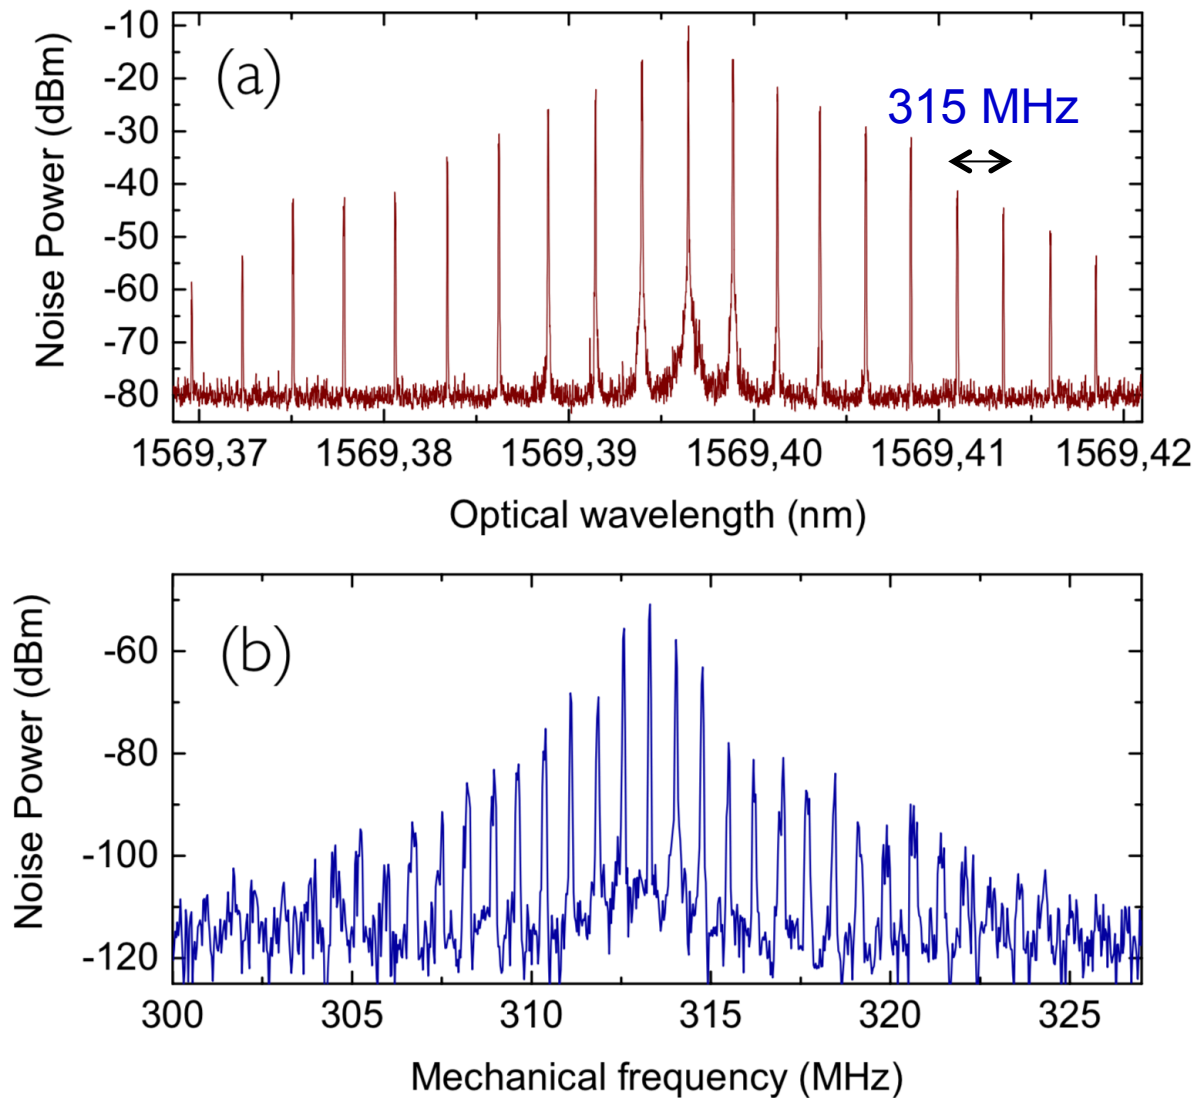 (a)
315 MHz
Noise Power (dBm)
-10
-20
-30
-40
-50
-60
-70
-80
1569,37 1569,38 1569,39 1569,40 1569,41 1569,42
Optical wavelength (nm)
(b)
Noise Power (dBm)
-60
-80
-100
-120
300 305 310 315 320 325
Mechanical frequency (MHz)